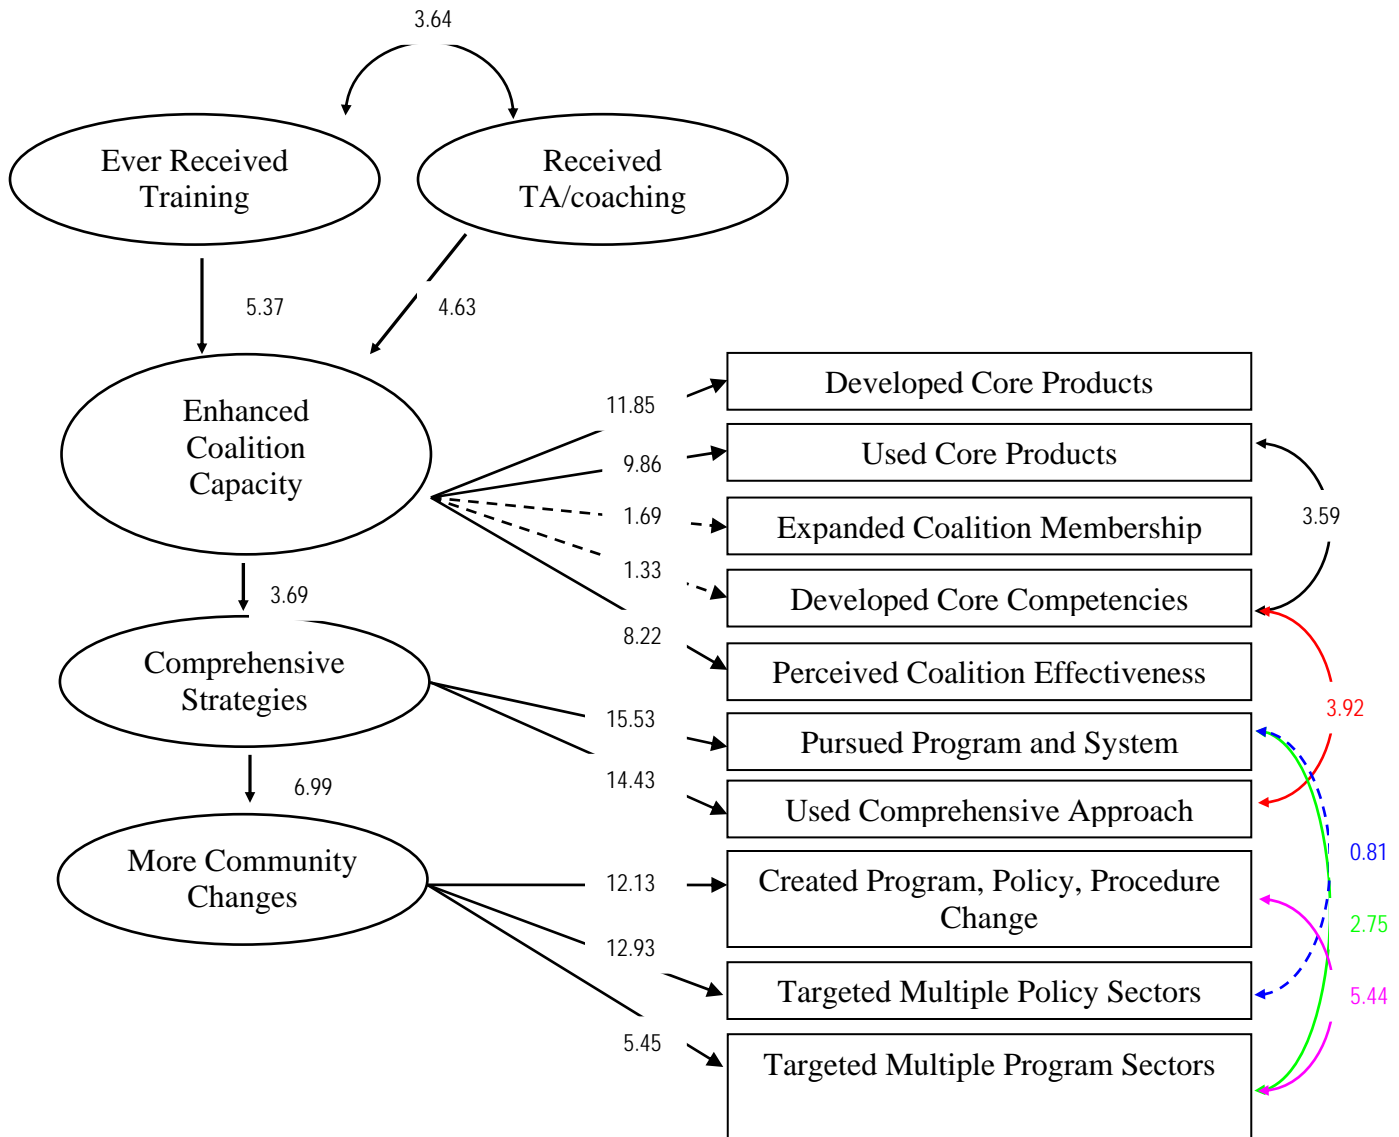 3.64
Ever Received
Training
Received
TA/coaching
5.37
4.63
Enhanced
Coalition
Capacity
11.85
Developed Core Products
9.86
Used Core Products
1.69
Expanded Coalition Membership
3.59
1.33
Developed Core Competencies
3.69
8.22
Perceived Coalition Effectiveness
Comprehensive
Strategies
15.53
Pursued Program and System
3.92
14.43
Used Comprehensive Approach
6.99
0.81
More Community
Changes
12.13
Created Program, Policy, Procedure
Change
2.75
12.93
Targeted Multiple Policy Sectors
5.44
5.45
Targeted Multiple Program Sectors